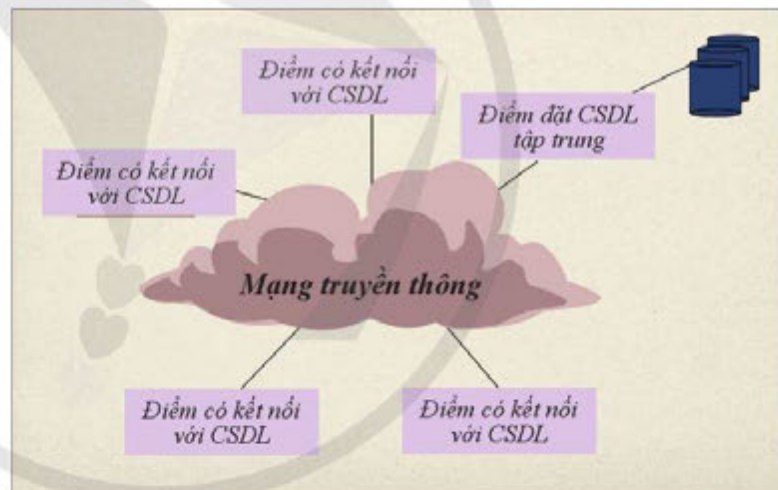 Điểm có kết nối
với CSDL
Điểm đặt CSDL
tập trung
Điểm có kết nối
với CSDL
Mạng truyền thông
Điểm có kết nối
với CSDL
Điểm có kết nối
với CSDL